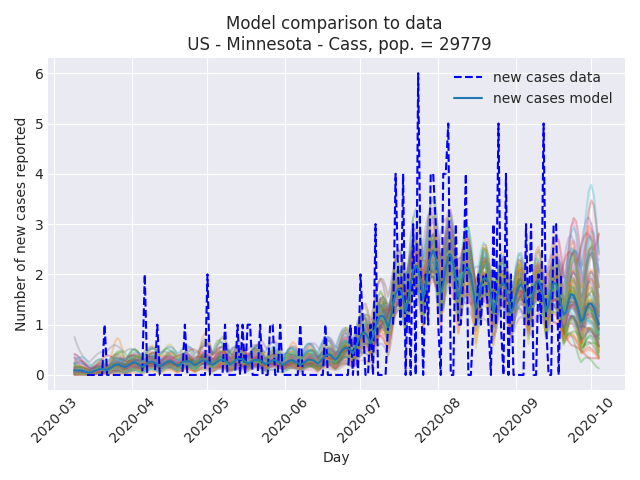 Model comparison to data
US - Minnesota - Cass, pop. = 29779
new cases data
new cases model
Number of new cases reported
6
5
4
3
2
1
0
2020-03
2020-04
2020-05
2020-06
2020-07
2020-08
2020-09
2020-10
Day